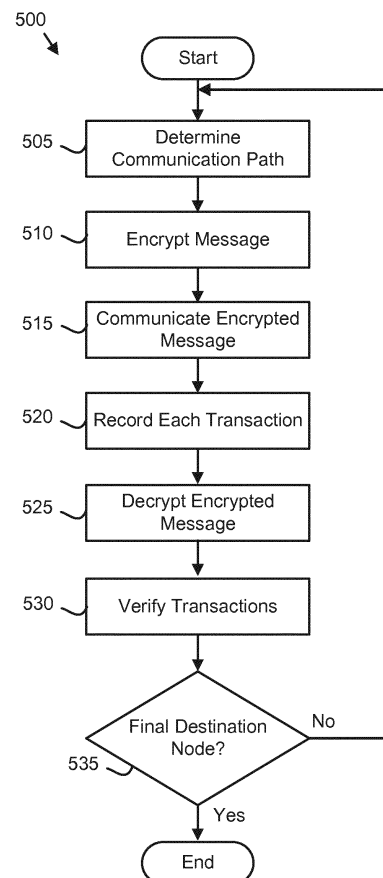 500
Start
505
Determine
Communication Path
510
Encrypt Message
515
Communicate Encrypted
Message
520
Record Each Transaction
525
Decrypt Encrypted
Message
530
Verify Transactions
Final Destination
Node?
No
535
Yes
End